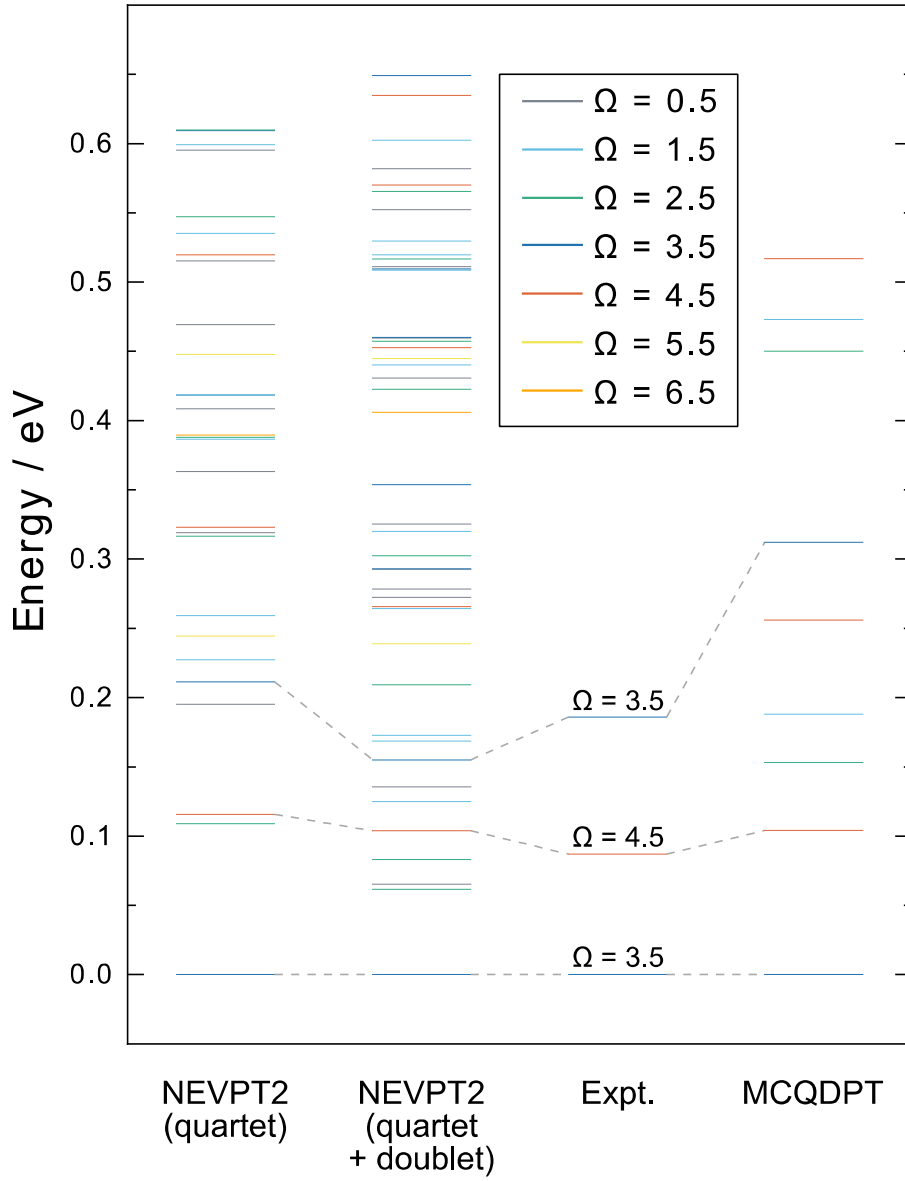 Energy / eV
0.6
0.5
0.4
0.3
0.2
0.1
0.0
Ω = 0.5
Ω = 1.5
Ω = 2.5
Ω = 3.5
Ω = 4.5
Ω = 5.5
Ω = 6.5
Ω = 3.5
Ω = 4.5
Ω = 3.5
NEVPT2
(quartet)
NEVPT2
(quartet
+ doublet)
Expt.
MCQDPT